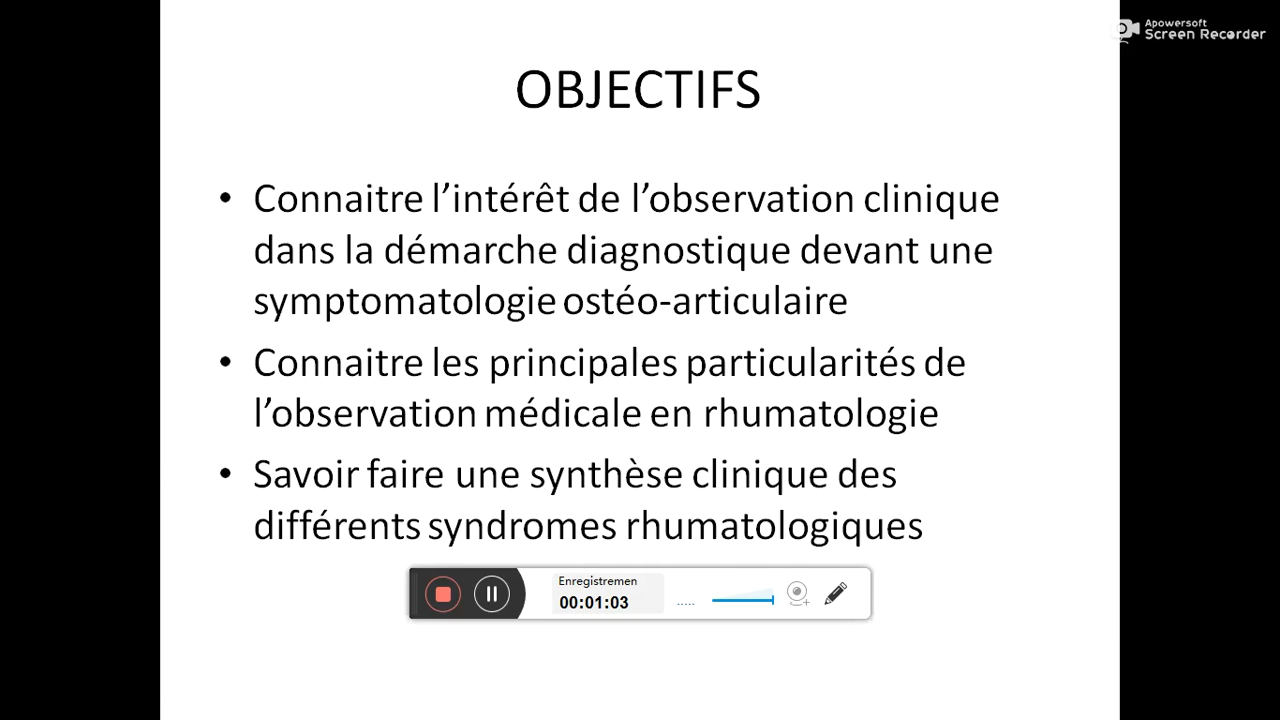 Apowersoft
Screen Recorder
OBJECTIFS
• Connaitre l’intérêt de l’observation clinique
dans la démarche diagnostique devant une
symptomatologie ostéo-articulaire
• Connaitre les principales particularités de
l’observation médicale en rhumatologie
• Savoir faire une synthèse clinique des
différents syndromes rhumatologiques
Enregistremen
00:01:03